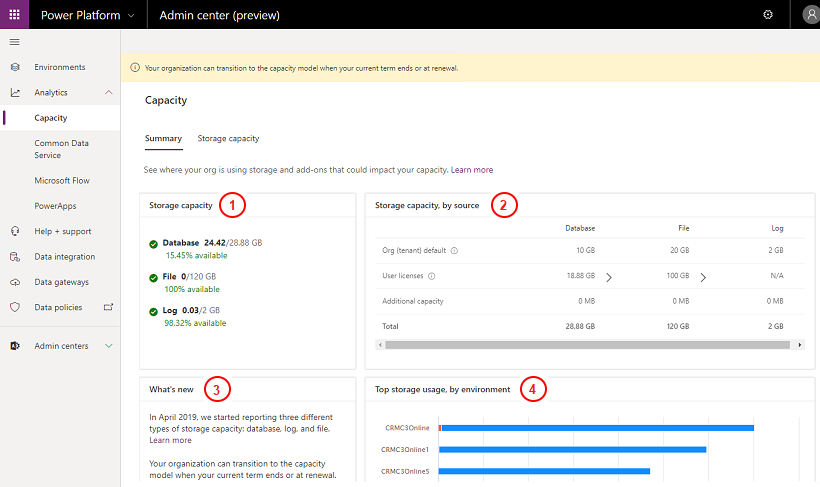 Power Platform
Admin center (preview)
Your organization can transition to the capacity model when your current term ends or at renewal.
Environments
Analytics
Capacity
Common Data
Service
Microsoft Flow
PowerApps
Help + support
Data integration
Data gateways
Data policies
Admin centers
Capacity
Summary Storage capacity
See where your org is using storage and add-ons that could impact your capacity. Learn more
Storage capacity 1
Database 24.42/28.88 GB
15.45% available
File 0/120 GB
100% available
Log 0.03/2 GB
98.32% available
Storage capacity, by source 2
Database File Log
Org (tenant) default 10 GB 20 GB 2 GB
User licenses 18.88 GB 100 GB N/A
Additional capacity 0 MB 0 MB 0 MB
Total 28.88 GB 120 GB 2 GB
What's new 3
In April 2019, we started reporting three different
types of storage capacity: database, log, and file.
Learn more
Your organization can transition to the capacity
model when your current term ends or at renewal.
Top storage usage, by environment 4
CRMC3Online
CRMC3Online1
CRMC3Online5